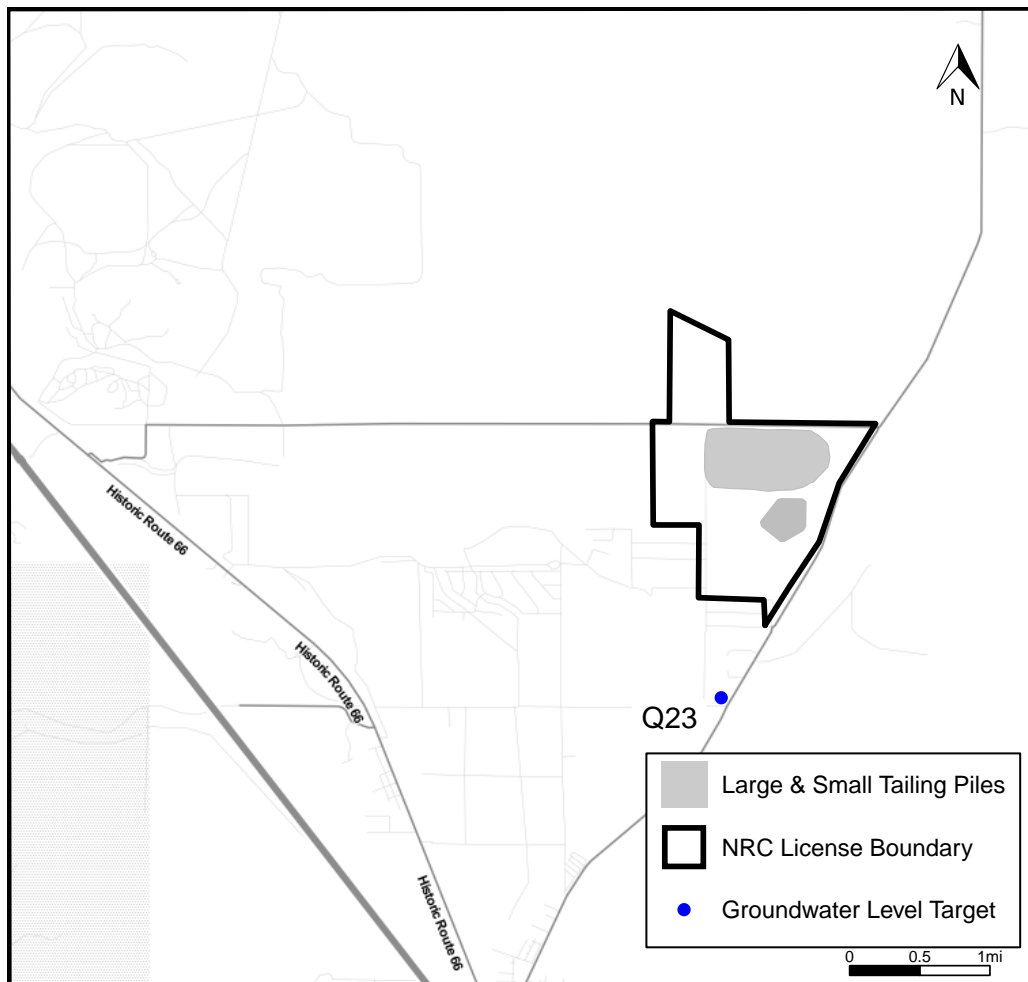 N
Historic Route 66
Historic Route 66
Q23
Historic Route 66
Large & Small Tailing Piles
NRC License Boundary
Groundwater Level Target
0 0.5 1mi